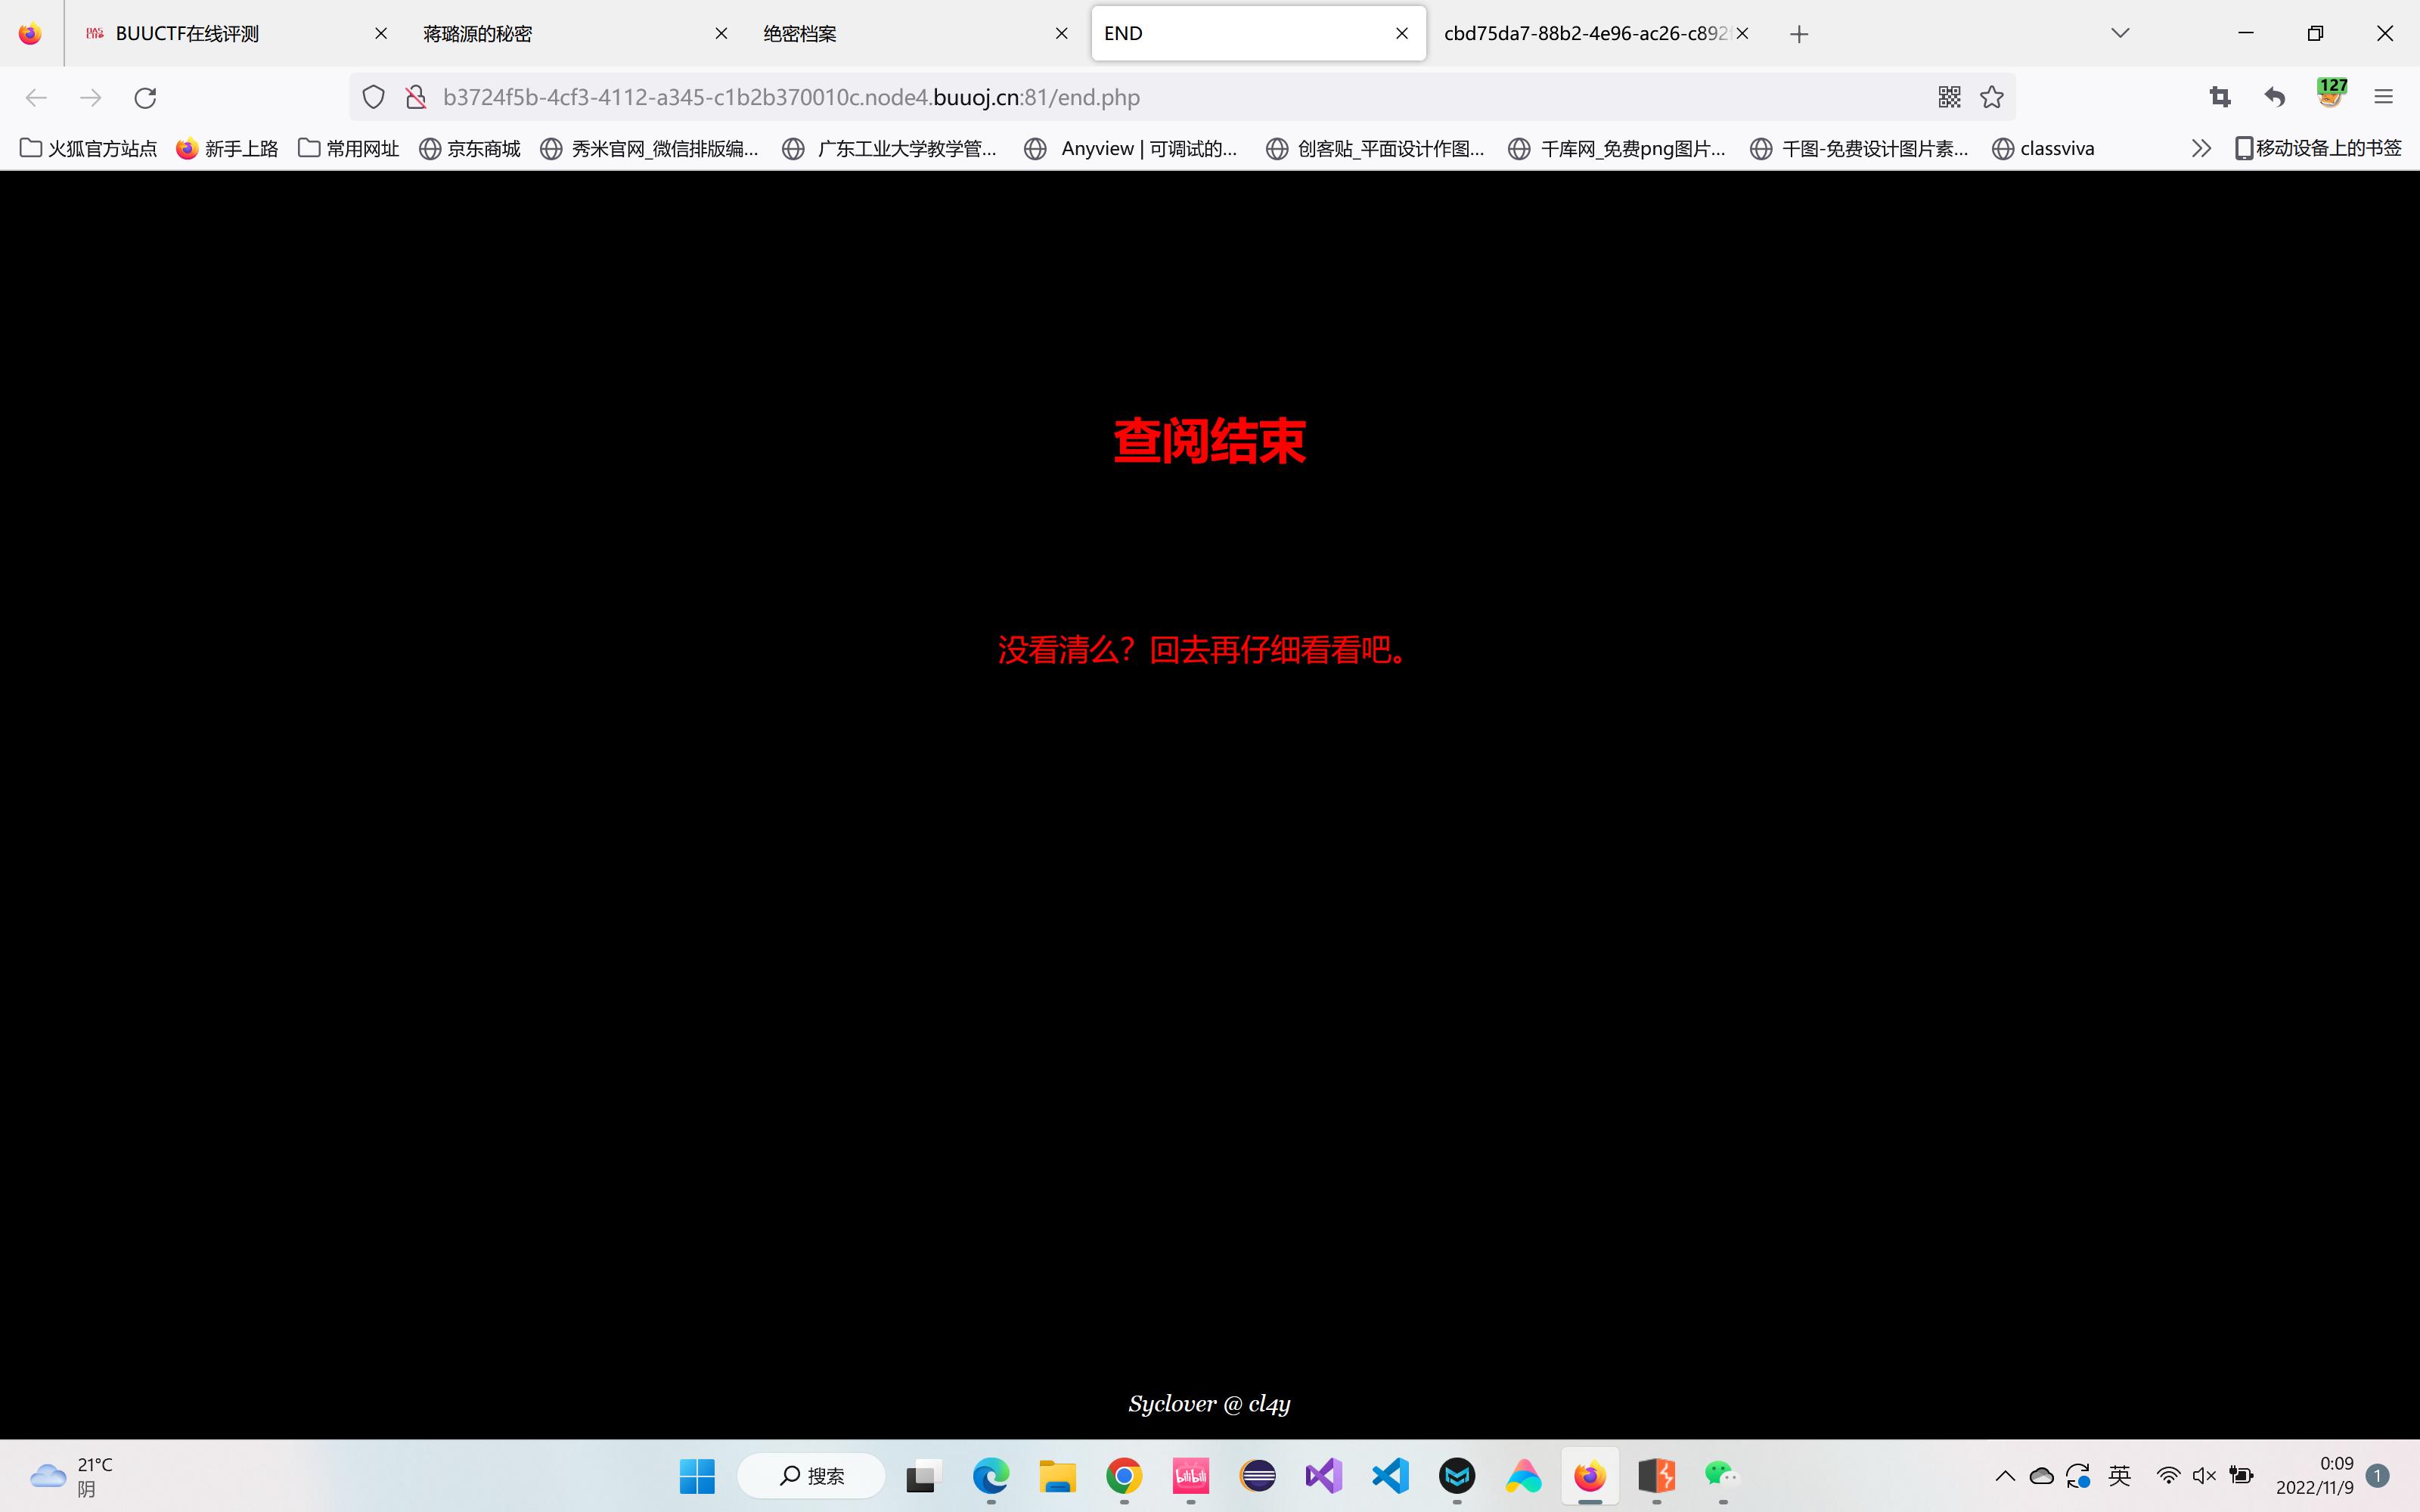 BUUCTF在线评测
蒋璐源的秘密
绝密档案
END
cbd75da7-88b2-4e96-ac26-c892
b3724f5b-4cf3-4112-a345-c1b2b370010c.node4.buuoj.cn:81/end.php
127
火狐官方站点
新手上路
常用网址
京东商城
秀米官网_微信排版编...
广东工业大学教学管...
Anyview | 可调试的...
创客贴_平面设计作图...
千库网_免费png图片...
千图-免费设计图片素...
classviva
移动设备上的书签
查阅结束
没看清么？回去再仔细看看吧。
Syclover @ cl4y
21°C
阴
搜索
bilibili
英
0:09
2022/11/9
1